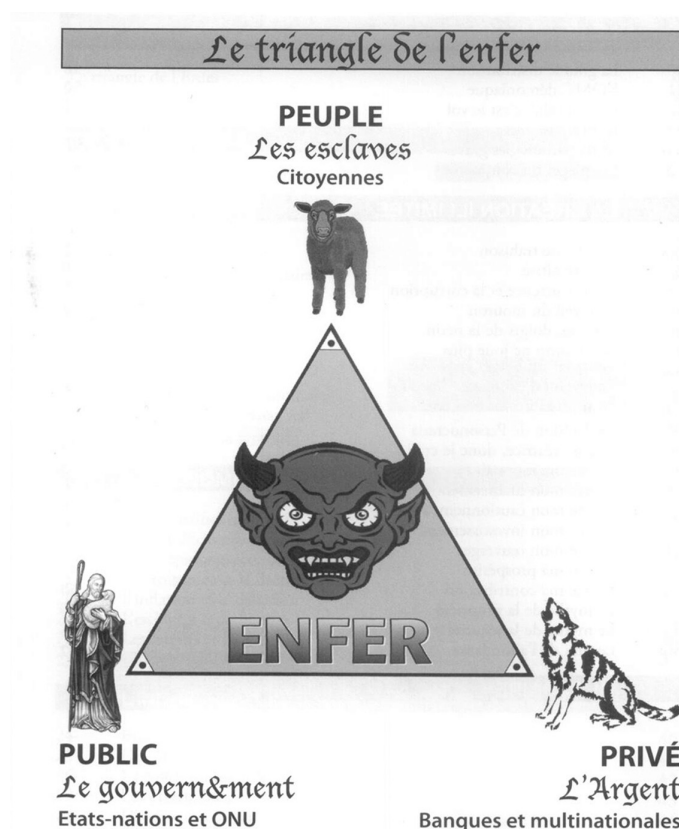 Le triangle de l'enfer
PEUPLE
Les esclaves
Citoyennes
ENFER
PUBLIC
Le gouvern&ment
Etats-nations et ONU
PRIVÉ
L'Argent
Banques et multinationales